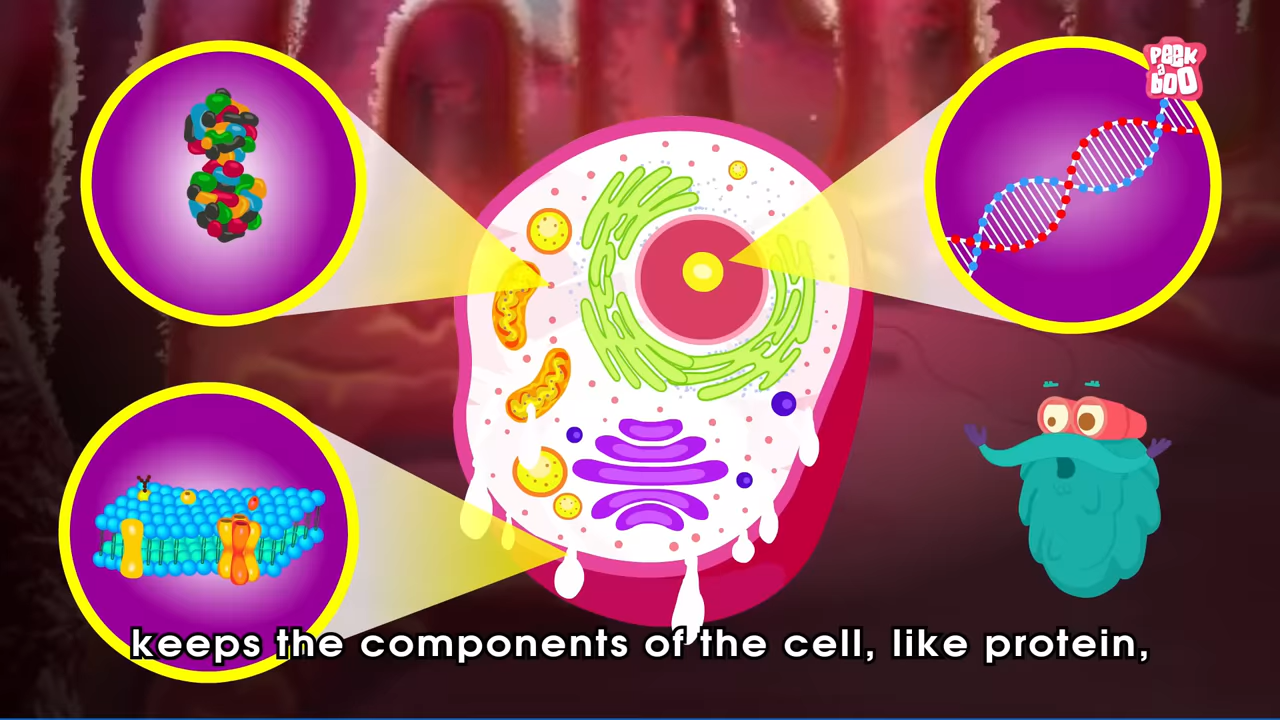 PEEK
a
BOO
keeps the components of the cell, like protein,